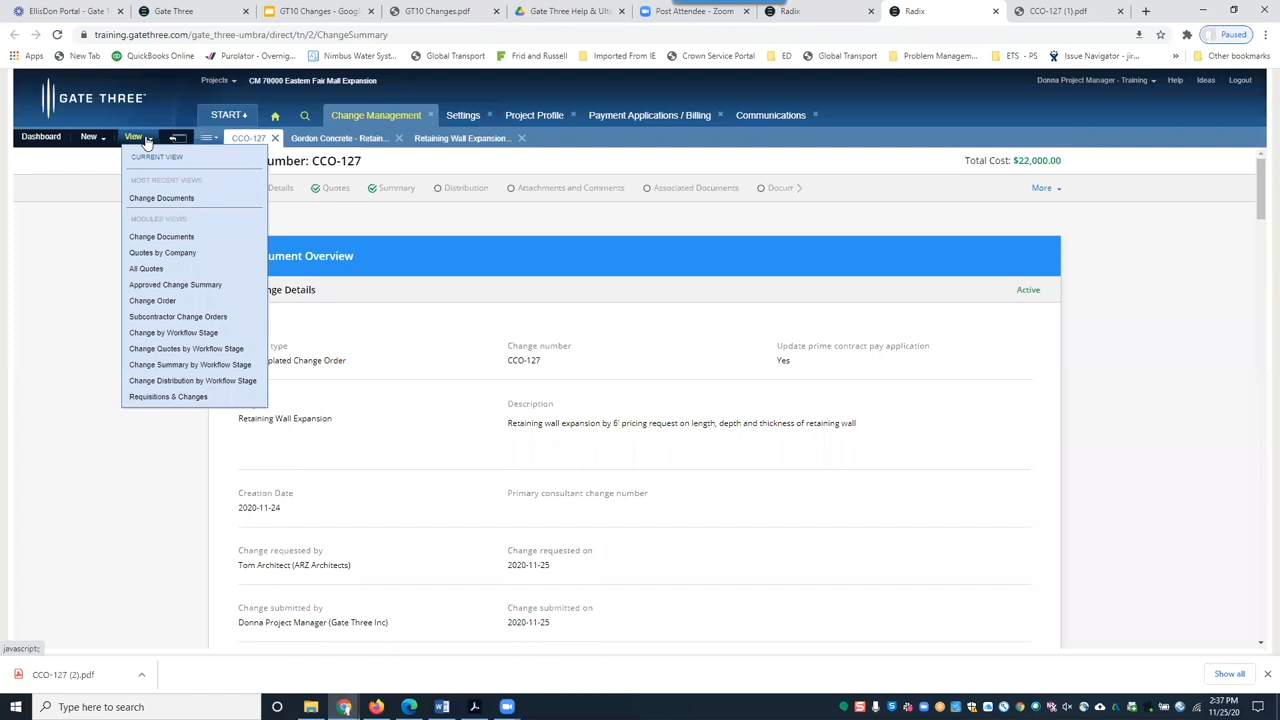 EllisDon Portal - Gate T
Gate Three
GT10 Changes - Google S
GT10 Changes.pdf
Gate Three Help & Ultim
Post Attendee - Zoom
Radix
Radix
CCO-127 (1).pdf
training.gatethree.com/gate_three-umbra/direct/tn/2/ChangeSummary
Paused
Apps
New Tab
QuickBooks Online
Purolator - Overnig...
Nimbus Water Syst...
Global Transport
Frid and Russell
Imported From IE
Crown Service Portal
ED
Global Transport
Problem Managem...
ETS - PS
Issue Navigator - jir...
»
Other bookmarks
GATE THREE™
Projects
CM 70000 Eastern Fair Mall Expansion
Donna Project Manager - Training
Help
Ideas
Logout
START
Change Management
Settings
Project Profile
Payment Applications / Billing
Communications
Dashboard
New
View
CCO-127
Gordon Concrete - Retain...
Retaining Wall Expansion...
umber: CCO-127
Total Cost: $22,000.00
CURRENT VIEW
MOST RECENT VIEWS
Change Documents
MODULES VIEWS
Change Documents
Quotes by Company
All Quotes
Approved Change Summary
Change Order
Subcontractor Change Orders
Change by Workflow Stage
Change Quotes by Workflow Stage
Change Summary by Workflow Stage
Change Distribution by Workflow Stage
Requisitions & Changes
Details
Quotes
Summary
Distribution
Attachments and Comments
Associated Documents
Docum
More
ument Overview
nge Details
Active
type
Change number
Update prime contract pay application
plated Change Order
CCO-127
Yes
Description
Retaining Wall Expansion
Retaining wall expansion by 6' pricing request on length, depth and thickness of retaining wall
Creation Date
Primary consultant change number
2020-11-24
Change requested by
Change requested on
Tom Architect (ARZ Architects)
2020-11-25
Change submitted by
Change submitted on
Donna Project Manager (Gate Three Inc)
2020-11-25
javascript:;
CCO-127 (2).pdf
Show all
Type here to search
2:37 PM
11/25/20